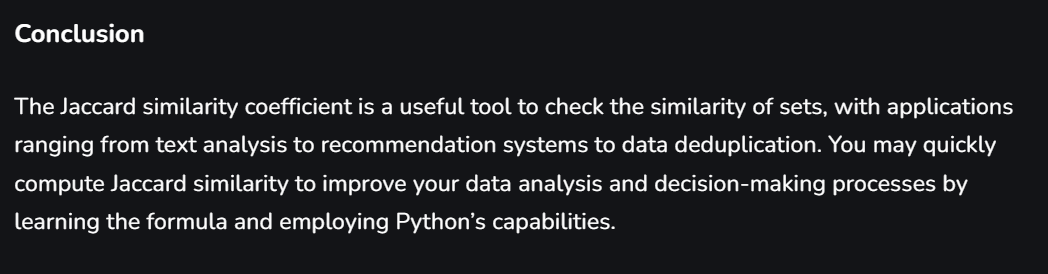 Conclusion
The Jaccard similarity coefficient is a useful tool to check the similarity of sets, with applications
ranging from text analysis to recommendation systems to data deduplication. You may quickly
compute Jaccard similarity to improve your data analysis and decision-making processes by
learning the formula and employing Python’s capabilities.